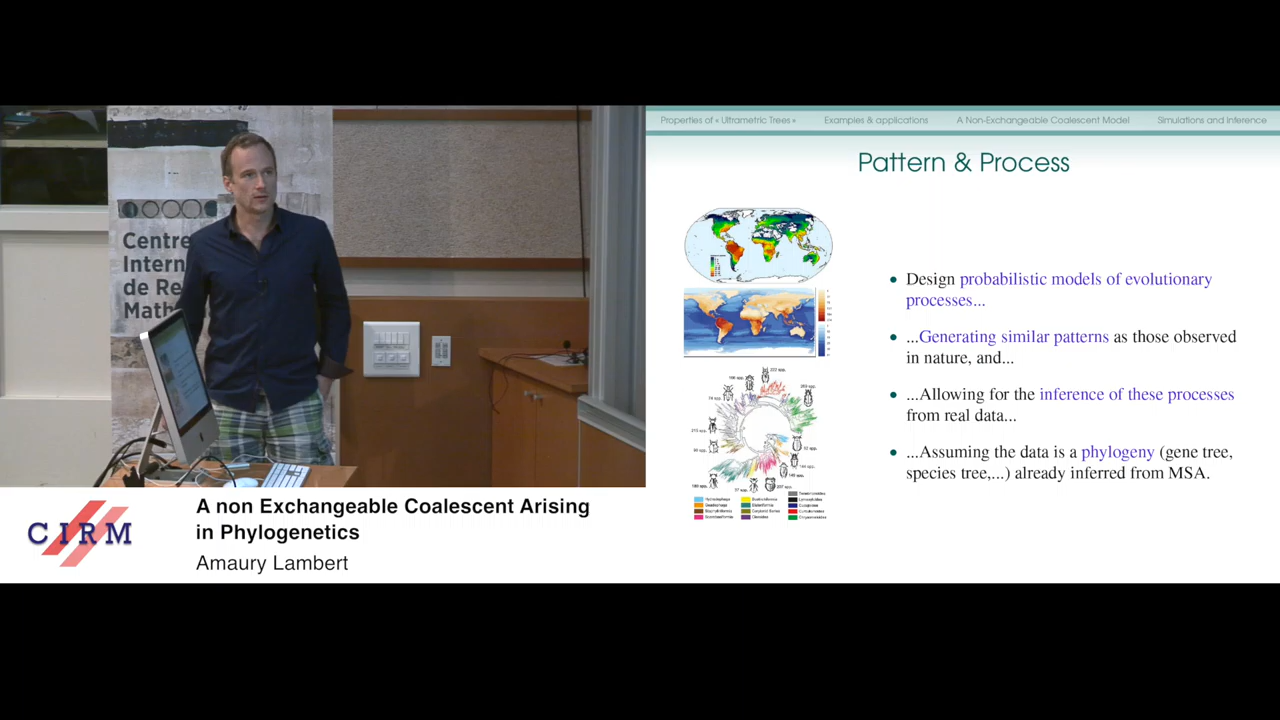 Centre
Intern
de Re
Math
CIRM
A non Exchangeable Coalescent Arising
in Phylogenetics
Amaury Lambert
Properties of « Ultrametric Trees » Examples & applications A Non-Exchangeable Coalescent Model Simulations and Inference
Pattern & Process
• Design probabilistic models of evolutionary
processes...
• ...Generating similar patterns as those observed
in nature, and...
• ...Allowing for the inference of these processes
from real data...
• ...Assuming the data is a phylogeny (gene tree,
species tree,...) already inferred from MSA.